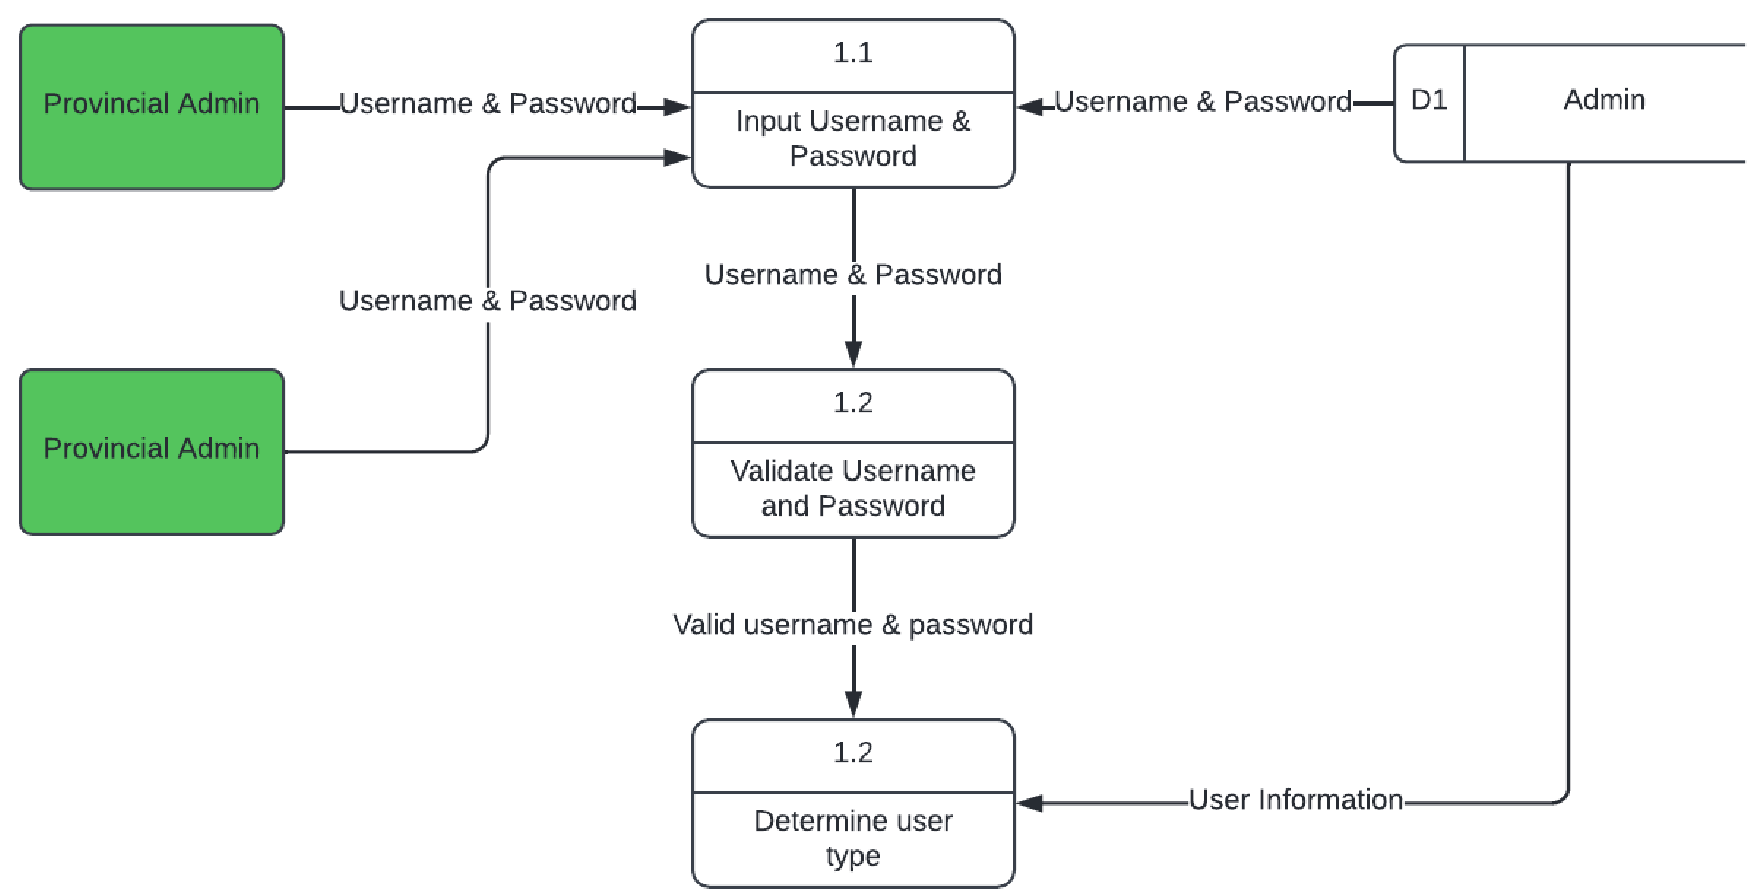 1.1
Provincial Admin
Username & Password
Input Username &
Password
Username & Password
D1
Admin
Username & Password
Username & Password
Provincial Admin
1.2
Validate Username
and Password
Valid username & password
1.2
Determine user
type
User Information